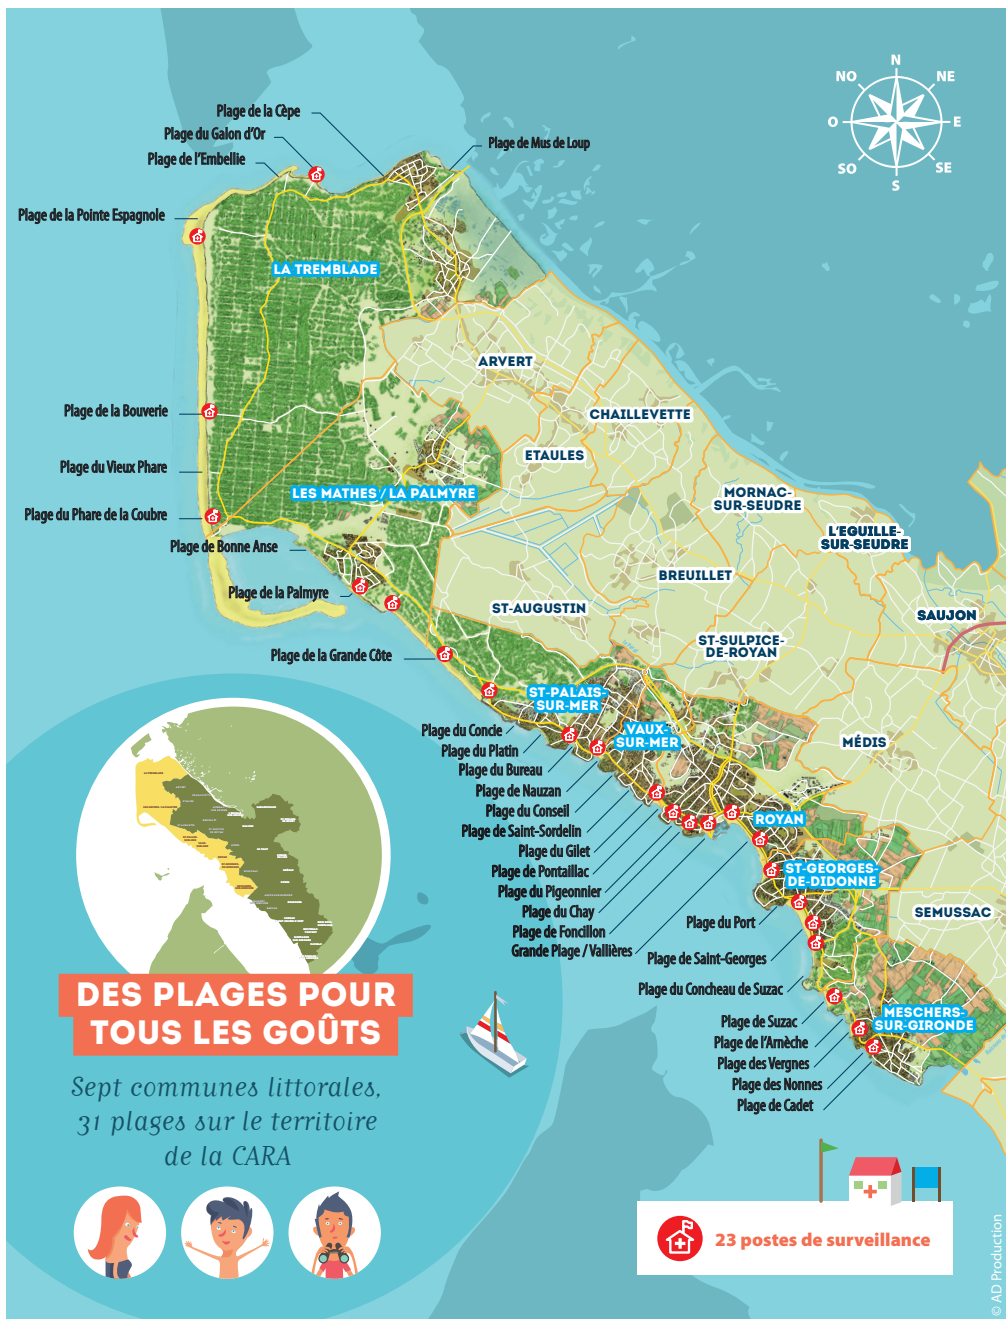 N
NO
NE
O
E
SO
SE
S
Plage de la Cèpe
Plage du Galon d'Or
Plage de l'Embellie
Plage de Mus de Loup
Plage de la Pointe Espagnole
LA TREMBLADE
ARVERT
CHAILLEVETTE
Plage de la Bouverie
ETAULES
Plage du Vieux Phare
LES MATHES / LA PALMYRE
MORNAC-
SUR-SEUDRE
Plage du Phare de la Coubre
L'EGUILLE-
SUR-SEUDRE
Plage de Bonne Anse
BREUILLET
Plage de la Palmyre
ST-AUGUSTIN
SAUJON
ST-SULPICE-
DE-ROYAN
Plage de la Grande Côte
ST-PALAIS-
SUR-MER
VAUX-
SUR-MER
MÉDIS
Plage du Concie
Plage du Platin
Plage du Bureau
Plage de Nauzan
Plage du Conseil
Plage de Saint-Sordelin
Plage du Gilet
Plage de Pontaillac
Plage du Pigeonnier
Plage du Chay
Plage de Foncillon
Grande Plage / Vallières
ROYAN
ST-GEORGES-
DE-DIDONNE
SEMUSSAC
Plage du Port
Plage de Saint-Georges
Plage du Concheau de Suzac
Plage de Suzac
Plage de l'Arnèche
Plage des Vergnes
Plage des Nonnes
Plage de Cadet
MESCHERS-
SUR-GIRONDE
DES PLAGES POUR
TOUS LES GOÛTS
Sept communes littorales,
31 plages sur le territoire
de la CARA
23 postes de surveillance
© AD Production